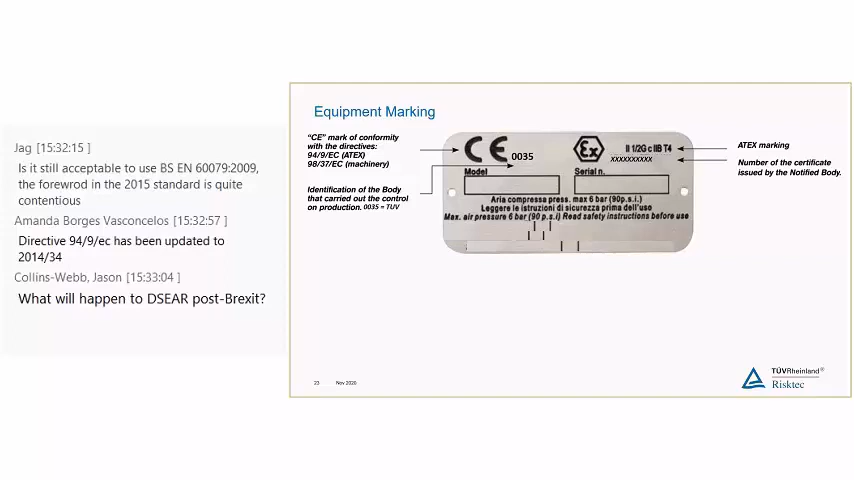 Jag [15:32:15 ]
Is it still acceptable to use BS EN 60079:2009,
the forewrod in the 2015 standard is quite
contentious
Amanda Borges Vasconcelos [15:32:57 ]
Directive 94/9/ec has been updated to
2014/34
Collins-Webb, Jason [15:33:04 ]
What will happen to DSEAR post-Brexit?
Equipment Marking
“CE” mark of conformity
with the directives:
94/9/EC (ATEX)
98/37/EC (machinery)
Identification of the Body
that carried out the control
on production. 0035 = TUV
CE 0035
Ex
II 1/2G c IIB T4
XXXXXXXXXX
Model
Serial n.
Aria compressa press. max 6 bar (90p.s.i.)
Leggere le istruzioni di sicurezza prima dell'uso
Max. air pressure 6 bar (90 p.s.i) Read safety instructions before use
ATEX marking
Number of the certificate
issued by the Notified Body.
23 Nov 2020
TÜVRheinland®
Risktec